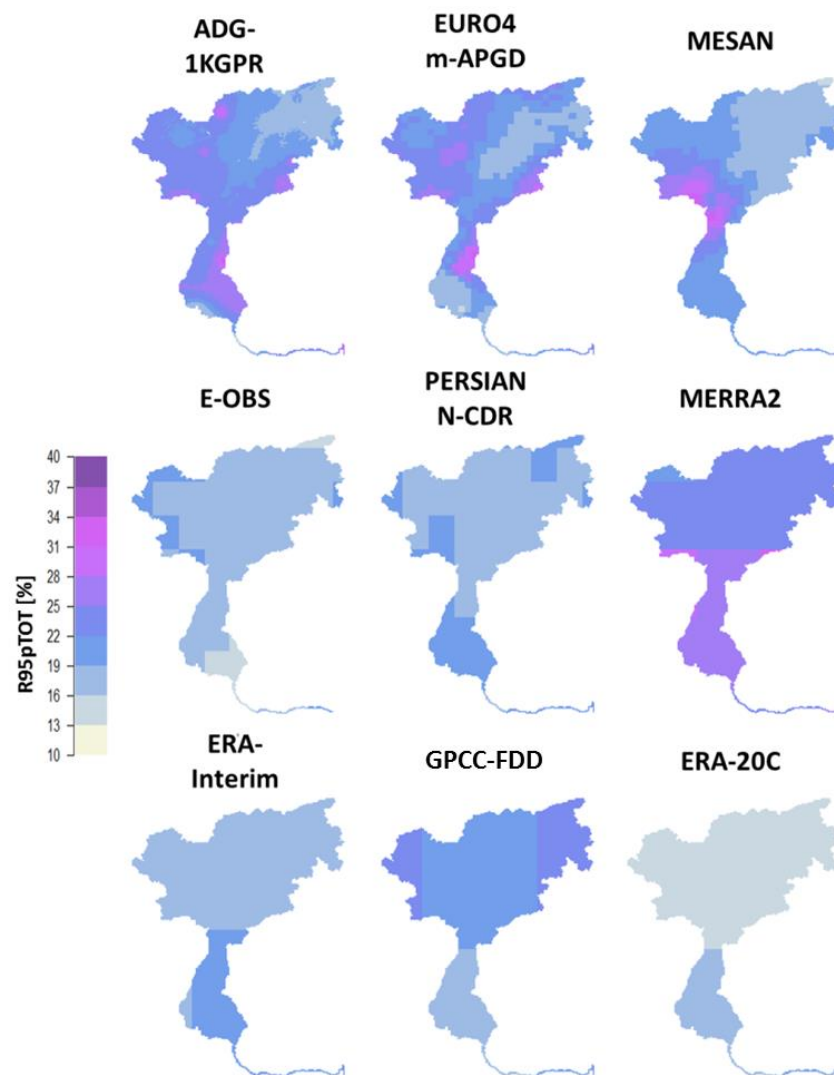 ADG-
1KGPR
EURO4
m-APGD
MESAN
E-OBS
PERSIAN
N-CDR
MERRA2
40
37
34
31
28
25
22
19
16
13
10
R95pTOT [%]
ERA-
Interim
GPCC-FDD
ERA-20C